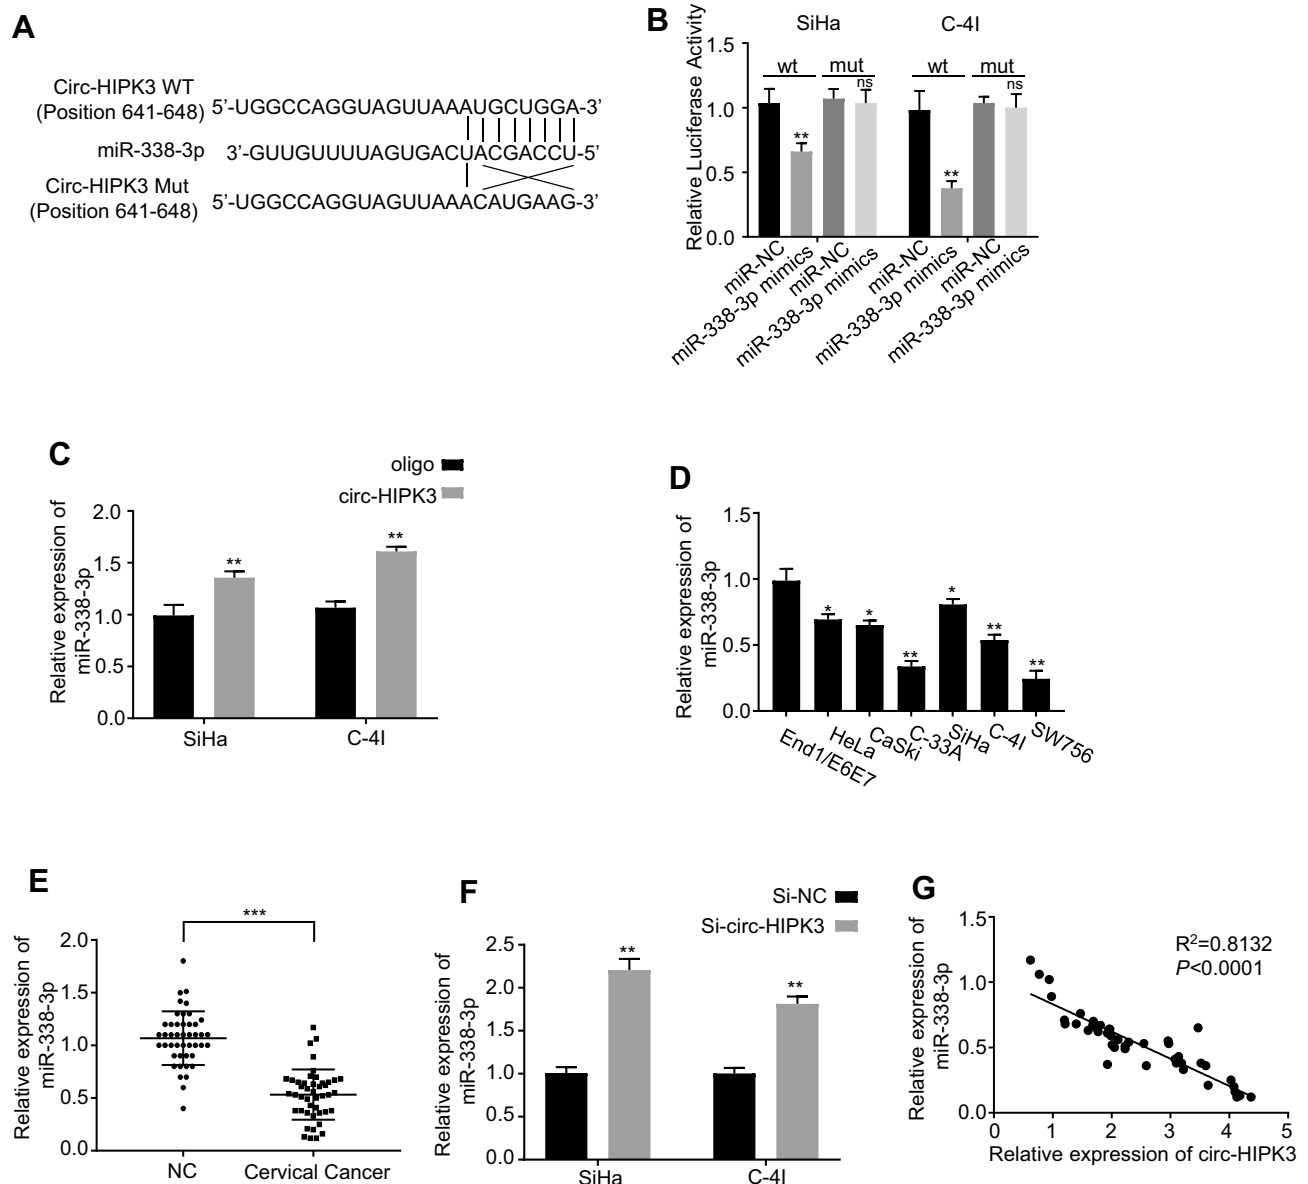 A
Circ-HIPK3 WT
(Position 641-648)
5’-UGGCCAGGUAGUUAAAUGCUGGA-3’
miR-338-3p
3’-GUUGUUUUAGUGACUACGACCU-5’
Circ-HIPK3 Mut
(Position 641-648)
5’-UGGCCAGGUAGUUAAACAUGAAG-3’
B
SiHa
C-4I
Relative Luciferase Activity
1.5
1.0
0.5
0.0
wt
mut
wt
mut
**
ns
**
ns
miR-NC
miR-338-3p mimics
miR-NC
miR-338-3p mimics
miR-NC
miR-338-3p mimics
miR-NC
miR-338-3p mimics
C
oligo
circ-HIPK3
Relative expression of
miR-338-3p
2.0
1.5
1.0
0.5
0.0
**
**
SiHa
C-4I
D
Relative expression of
miR-338-3p
1.5
1.0
0.5
0.0
*
*
**
*
**
**
End1/E6E7
HeLa
CaSki
C-33A
SiHa
C-4I
SW756
E
Relative expression of
miR-338-3p
2.0
1.5
1.0
0.5
0.0
***
NC
Cervical Cancer
F
Si-NC
Si-circ-HIPK3
Relative expression of
miR-338-3p
2.5
2.0
1.5
1.0
0.5
0.0
**
**
SiHa
C-4I
G
Relative expression of
miR-338-3p
1.5
1.0
0.5
0.0
R²=0.8132
P<0.0001
0
1
2
3
4
5
Relative expression of circ-HIPK3